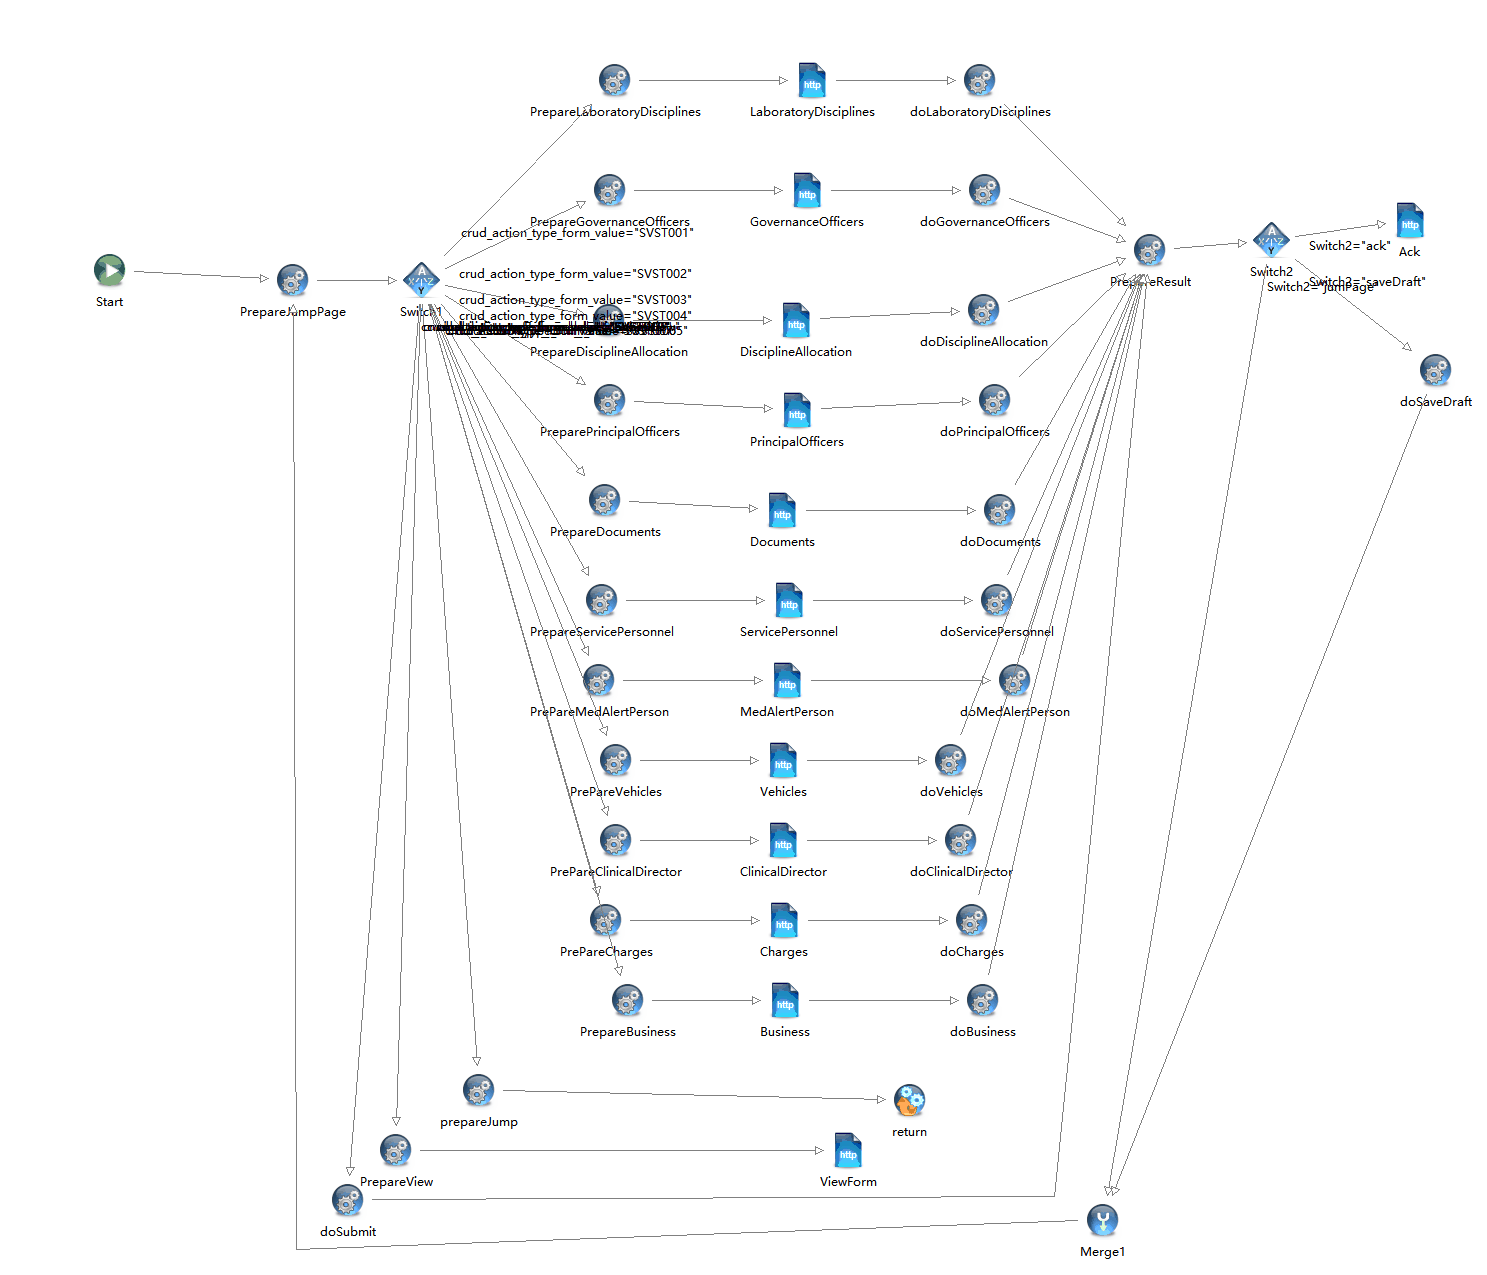 PrepareLaboratoryDisciplines
LaboratoryDisciplines
doLaboratoryDisciplines
PrepareGovernanceOfficers
GovernanceOfficers
doGovernanceOfficers
crud_action_type_form_value="SVST001"
Switch2="ack"
Ack
crud_action_type_form_value="SVST002"
Switch2
Start
PrepareResult
Switch2="saveDraft"
Switch2="jumPage"
crud_action_type_form_value="SVST003"
PrepareJumpPage
Switch1
crud_action_type_form_value="SVST004"
PrepareDisciplineAllocation
DisciplineAllocation
doDisciplineAllocation
doSaveDraft
PreparePrincipalOfficers
PrincipalOfficers
doPrincipalOfficers
PrepareDocuments
Documents
doDocuments
PrepareServicePersonnel
ServicePersonnel
doServicePersonnel
PrePareMedAlertPerson
MedAlertPerson
doMedAlertPerson
PrePareVehicles
Vehicles
doVehicles
PrePareClinicalDirector
ClinicalDirector
doClinicalDirector
PrePareCharges
Charges
doCharges
PrepareBusiness
Business
doBusiness
prepareJump
return
PrepareView
ViewForm
doSubmit
Merge1